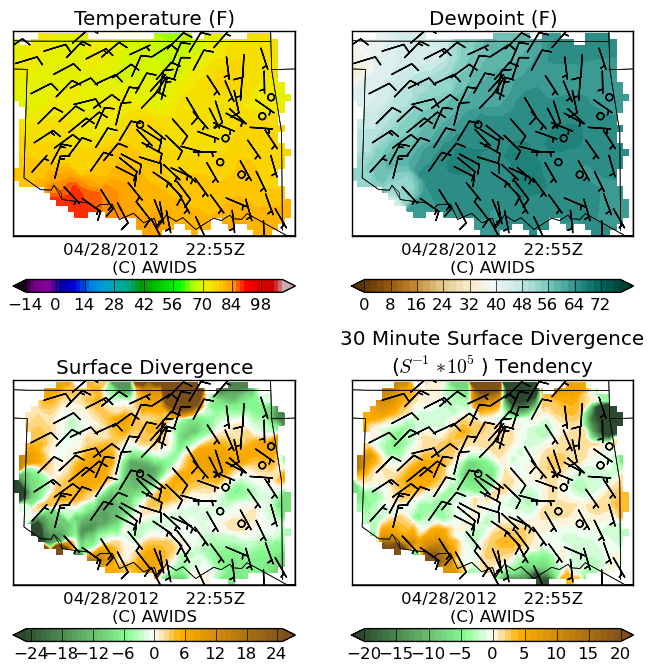 Temperature (F)
Dewpoint (F)
04/28/2012 22:55Z
(C) AWIDS
04/28/2012 22:55Z
(C) AWIDS
−14 0 14 28 42 56 70 84 98
0 8 16 24 32 40 48 56 64 72
Surface Divergence
30 Minute Surface Divergence
(S⁻¹ *10⁵ ) Tendency
04/28/2012 22:55Z
(C) AWIDS
04/28/2012 22:55Z
(C) AWIDS
−24 −18 −12 −6 0 6 12 18 24
−20 −15 −10 −5 0 5 10 15 20